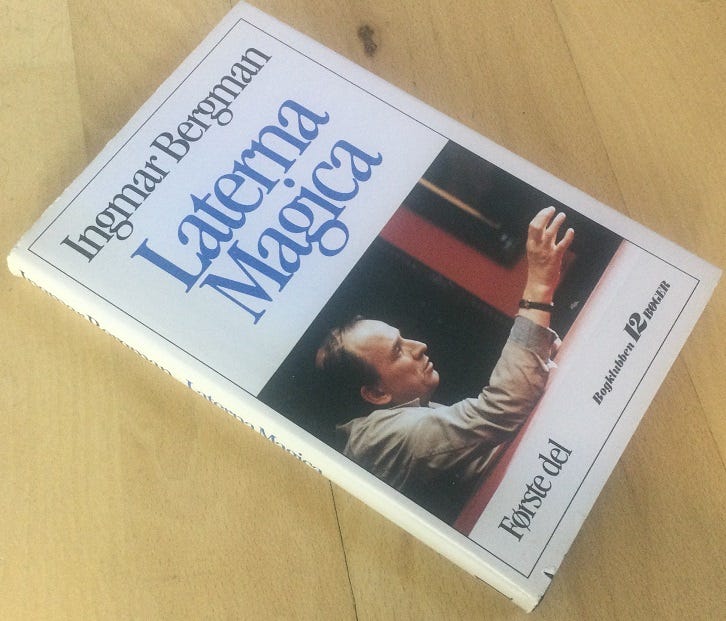 Ingmar Bergman
Laterna
Magica
Bogklubben 12 BØGER
Første del
Laterna Magica